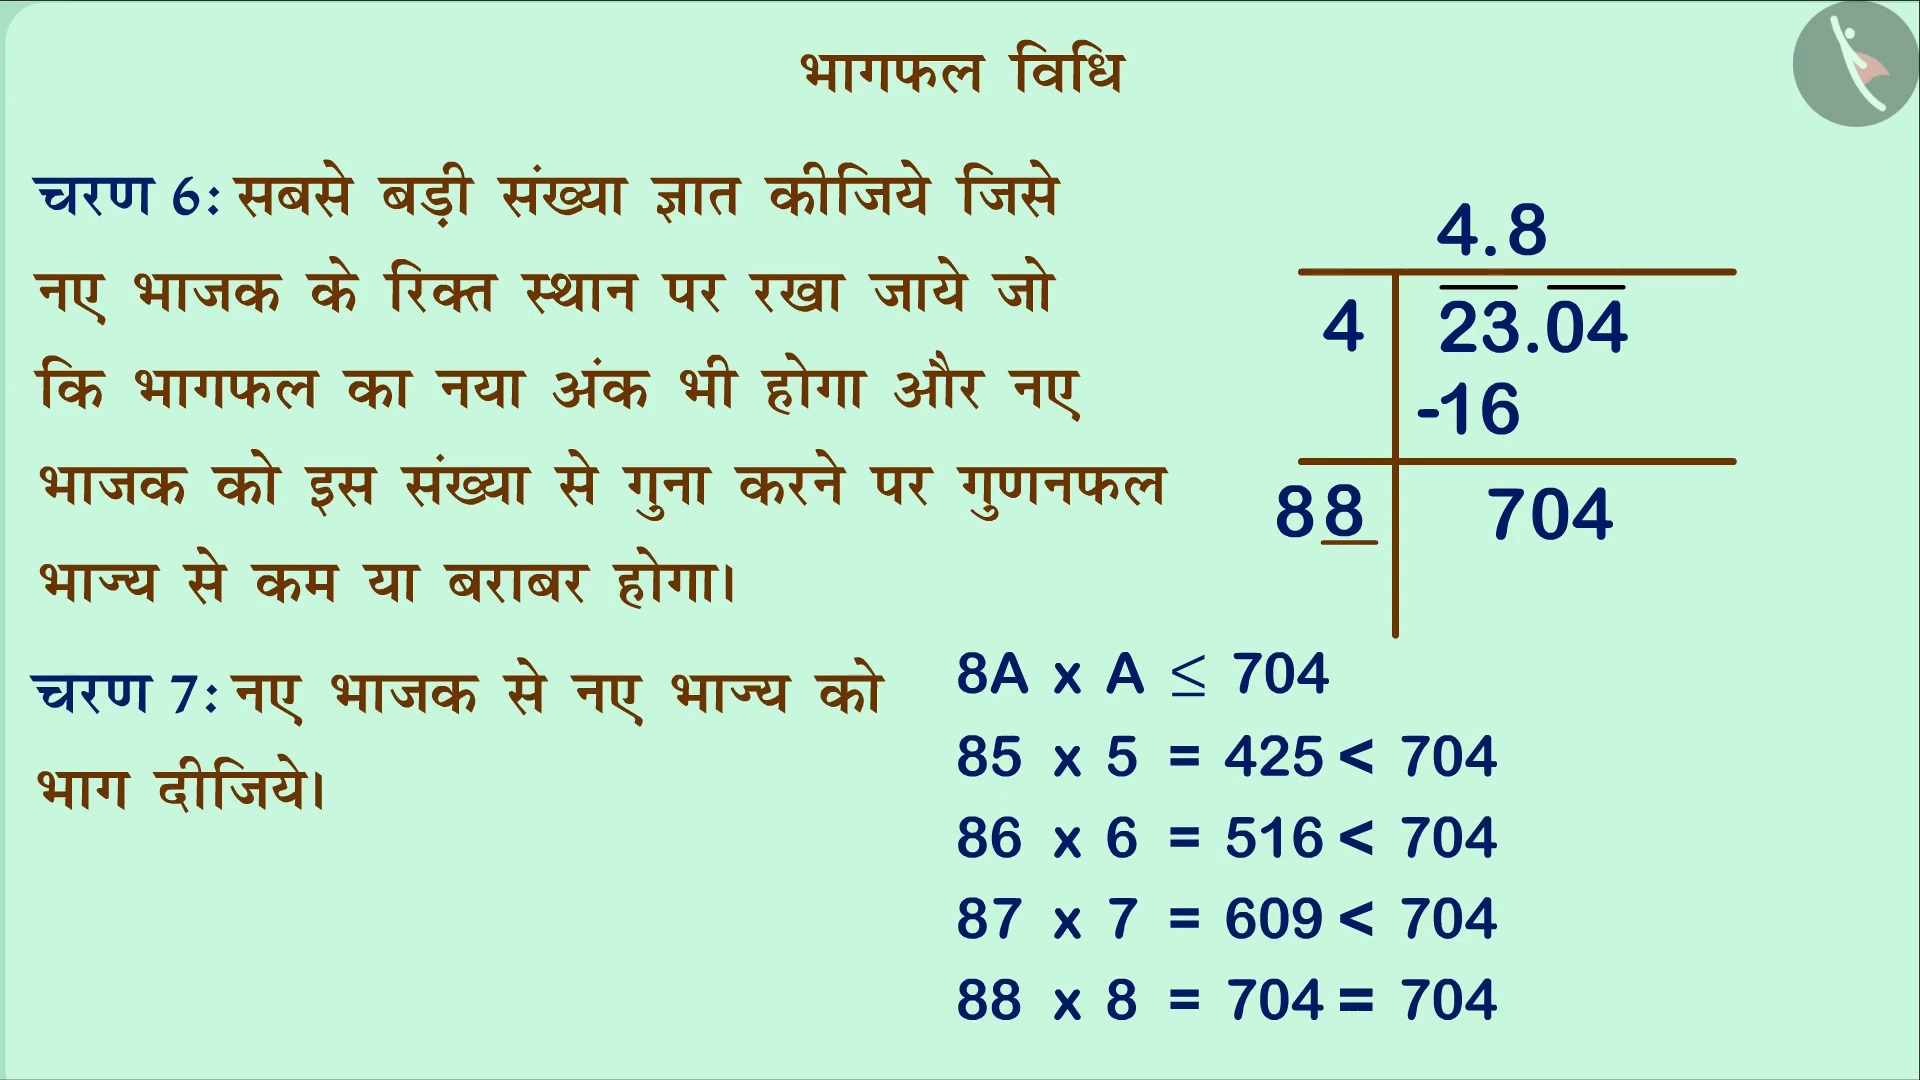 भागफल विधि
चरण 6: सबसे बड़ी संख्या ज्ञात कीजिये जिसे
नए भाजक के रिक्त स्थान पर रखा जाये जो
कि भागफल का नया अंक भी होगा और नए
भाजक को इस संख्या से गुना करने पर गुणनफल
भाज्य से कम या बराबर होगा।
चरण 7: नए भाजक से नए भाज्य को
भाग दीजिये।
4.8
4 23.04
-16
88 704
8A x A ≤ 704
85 x 5 = 425 < 704
86 x 6 = 516 < 704
87 x 7 = 609 < 704
88 x 8 = 704 = 704